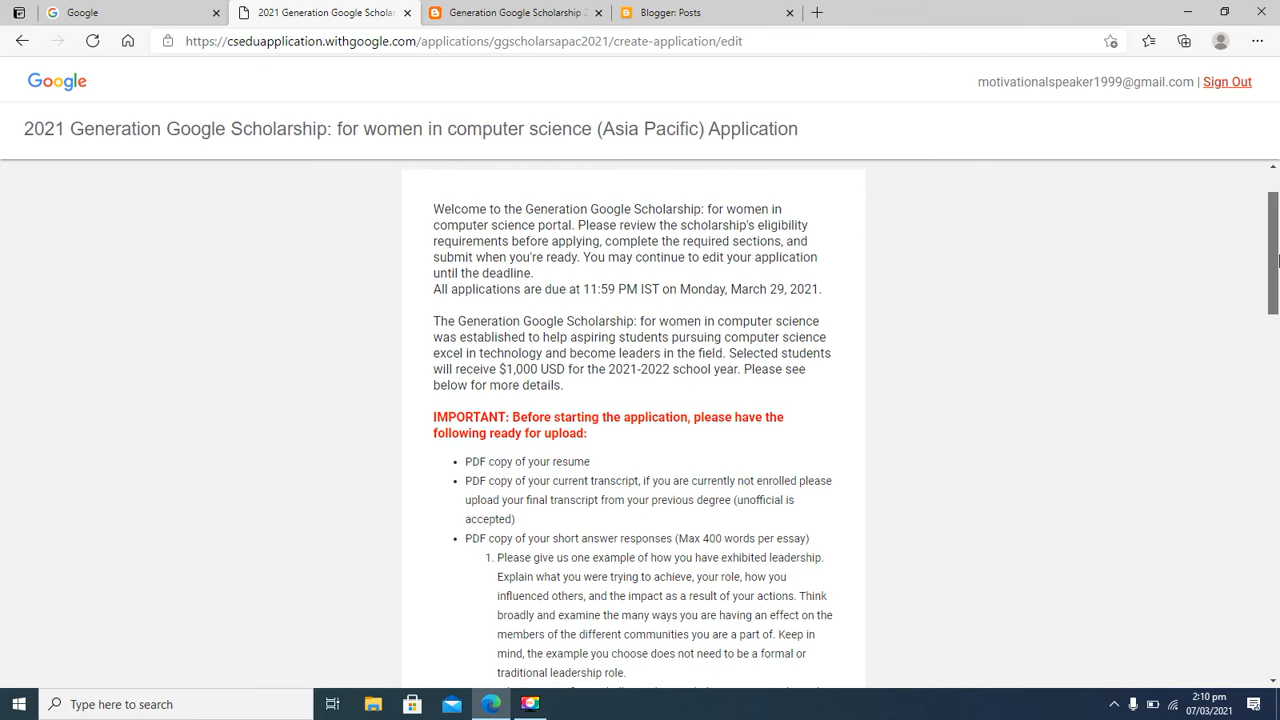 Google
2021 Generation Google Scholar
Generation Google Scholarship 2
Blogger: Posts
https://cseduapplication.withgoogle.com/applications/ggscholarsapac2021/create-application/edit
Google
motivationalspeaker1999@gmail.com | Sign Out
2021 Generation Google Scholarship: for women in computer science (Asia Pacific) Application
Welcome to the Generation Google Scholarship: for women in
computer science portal. Please review the scholarship's eligibility
requirements before applying, complete the required sections, and
submit when you're ready. You may continue to edit your application
until the deadline.
All applications are due at 11:59 PM IST on Monday, March 29, 2021.
The Generation Google Scholarship: for women in computer science
was established to help aspiring students pursuing computer science
excel in technology and become leaders in the field. Selected students
will receive $1,000 USD for the 2021-2022 school year. Please see
below for more details.
IMPORTANT: Before starting the application, please have the
following ready for upload:
• PDF copy of your resume
• PDF copy of your current transcript, if you are currently not enrolled please
upload your final transcript from your previous degree (unofficial is
accepted)
• PDF copy of your short answer responses (Max 400 words per essay)
1. Please give us one example of how you have exhibited leadership.
Explain what you were trying to achieve, your role, how you
influenced others, and the impact as a result of your actions. Think
broadly and examine the many ways you are having an effect on the
members of the different communities you are a part of. Keep in
mind, the example you choose does not need to be a formal or
traditional leadership role.
Type here to search
2:10 pm
07/03/2021